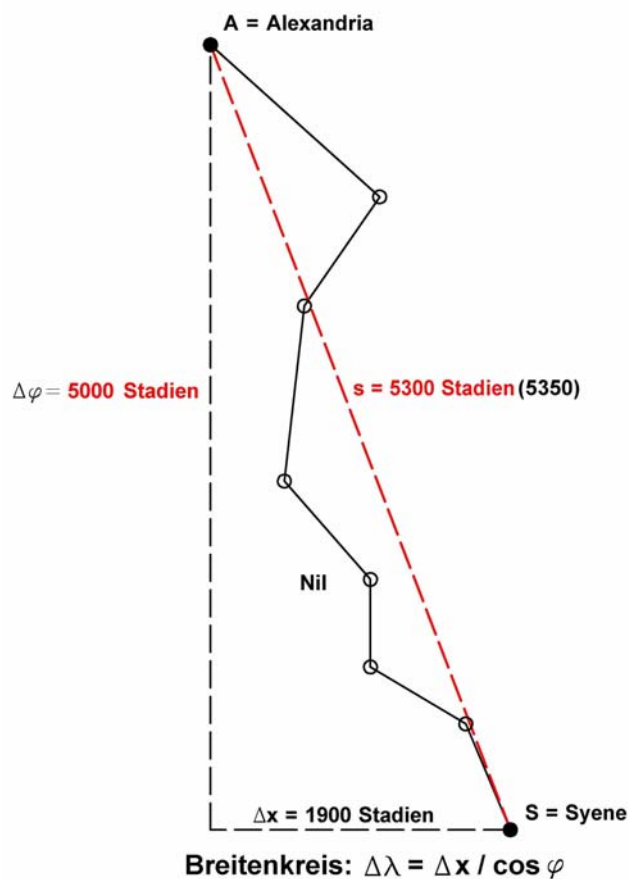 A = Alexandria
Δφ = 5000 Stadien
s = 5300 Stadien (5350)
Nil
Δx = 1900 Stadien
S = Syene
Breitenkreis: Δλ = Δx / cos φ